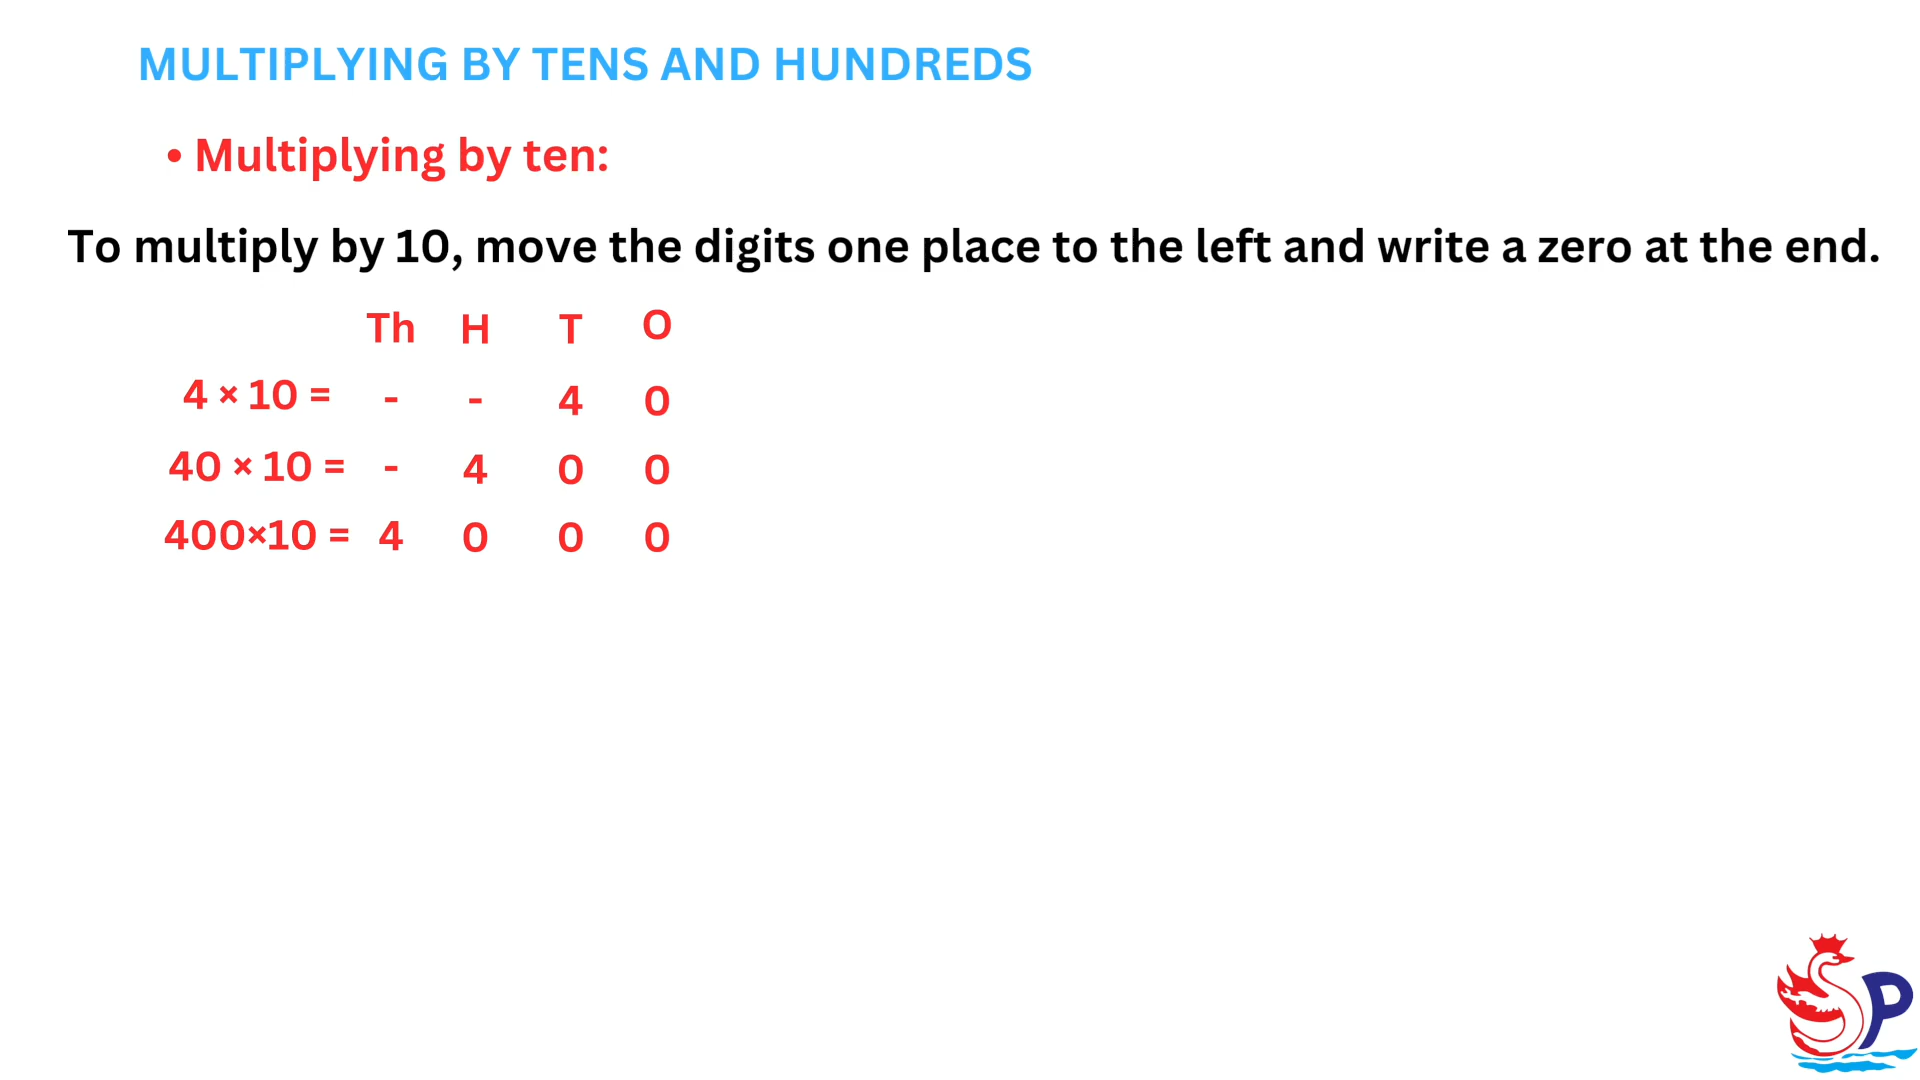 MULTIPLYING BY TENS AND HUNDREDS
• Multiplying by ten:
To multiply by 10, move the digits one place to the left and write a zero at the end.
Th H T O
4 × 10 = - - 4 0
40 × 10 = - 4 0 0
400×10 = 4 0 0 0
SP